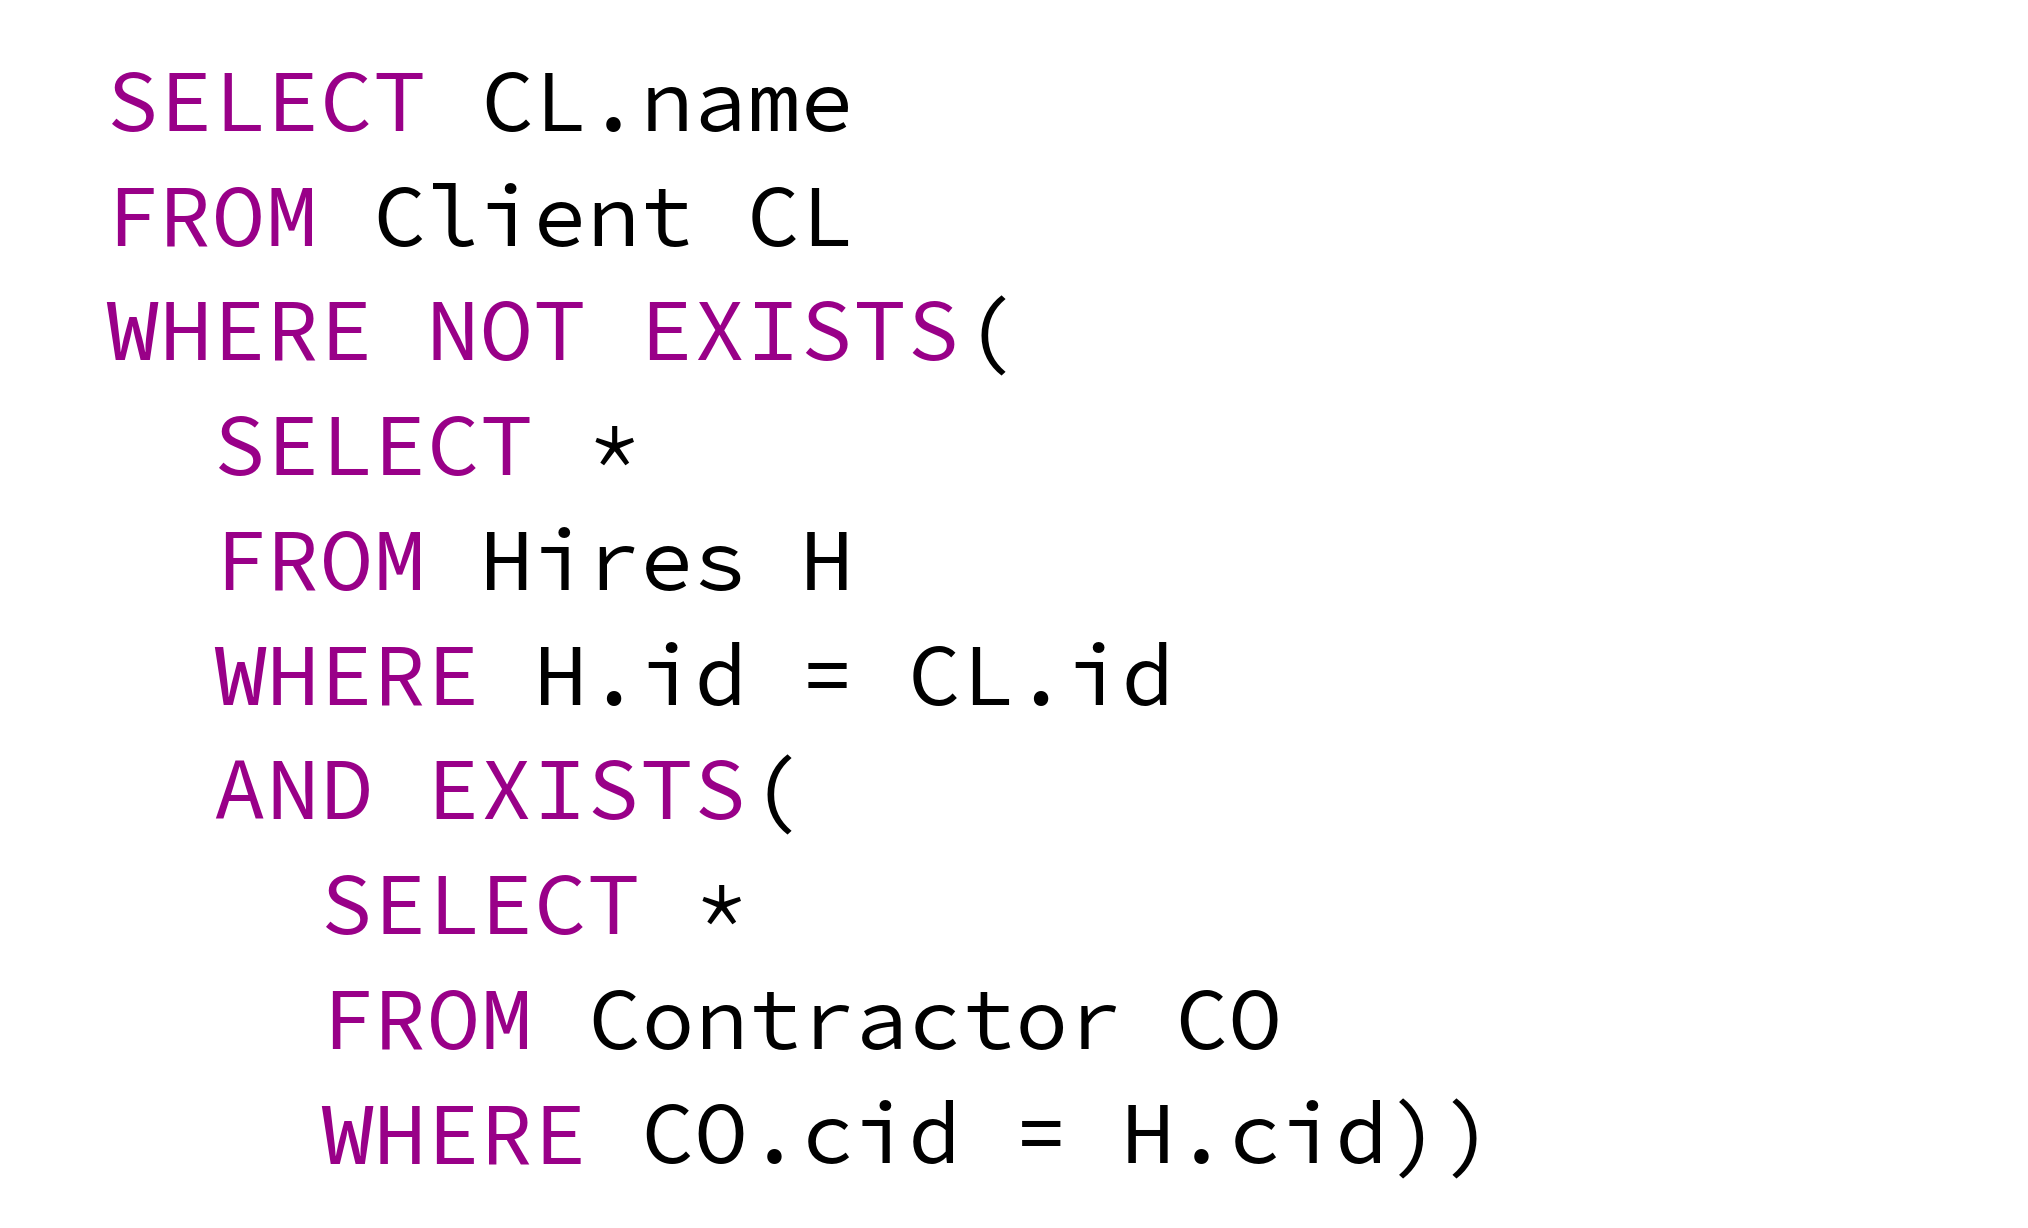 SELECT CL.name
FROM Client CL
WHERE NOT EXISTS(
SELECT *
FROM Hires H
WHERE H.id = CL.id
AND EXISTS(
SELECT *
FROM Contractor CO
WHERE CO.cid = H.cid))